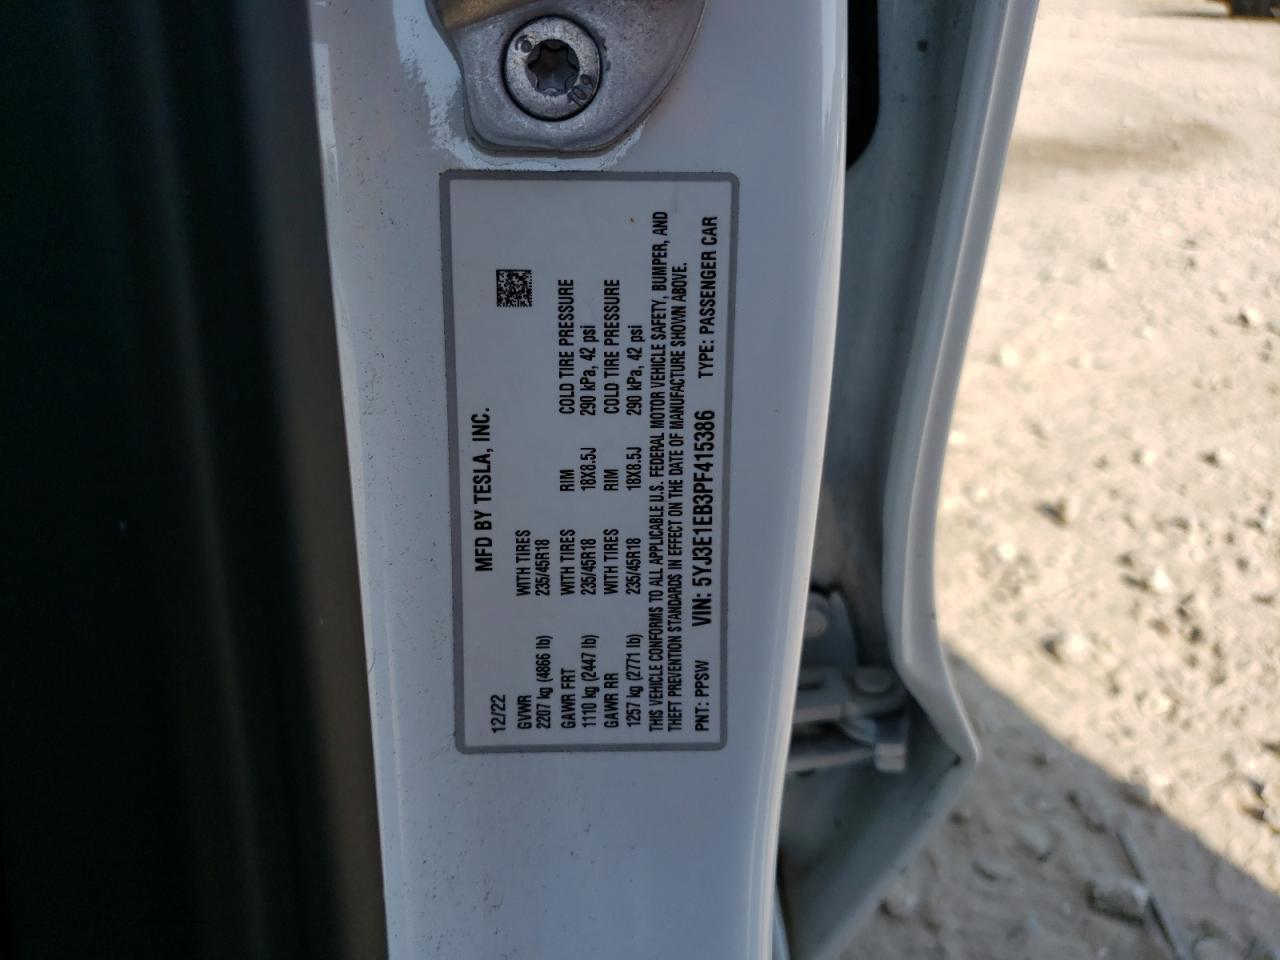 MFD BY TESLA, INC.
12/22
GVWR WITH TIRES
2207 kg (4866 lb) 235/45R18
GAWR FRT WITH TIRES RIM COLD TIRE PRESSURE
1110 kg (2447 lb) 235/45R18 18X8.5J 290 kPa, 42 psi
GAWR RR WITH TIRES RIM COLD TIRE PRESSURE
1257 kg (2771 lb) 235/45R18 18X8.5J 290 kPa, 42 psi
THIS VEHICLE CONFORMS TO ALL APPLICABLE U.S. FEDERAL MOTOR VEHICLE SAFETY, BUMPER, AND
THEFT PREVENTION STANDARDS IN EFFECT ON THE DATE OF MANUFACTURE SHOWN ABOVE.
PNT: PPSW VIN: 5YJ3E1EB3PF415386 TYPE: PASSENGER CAR